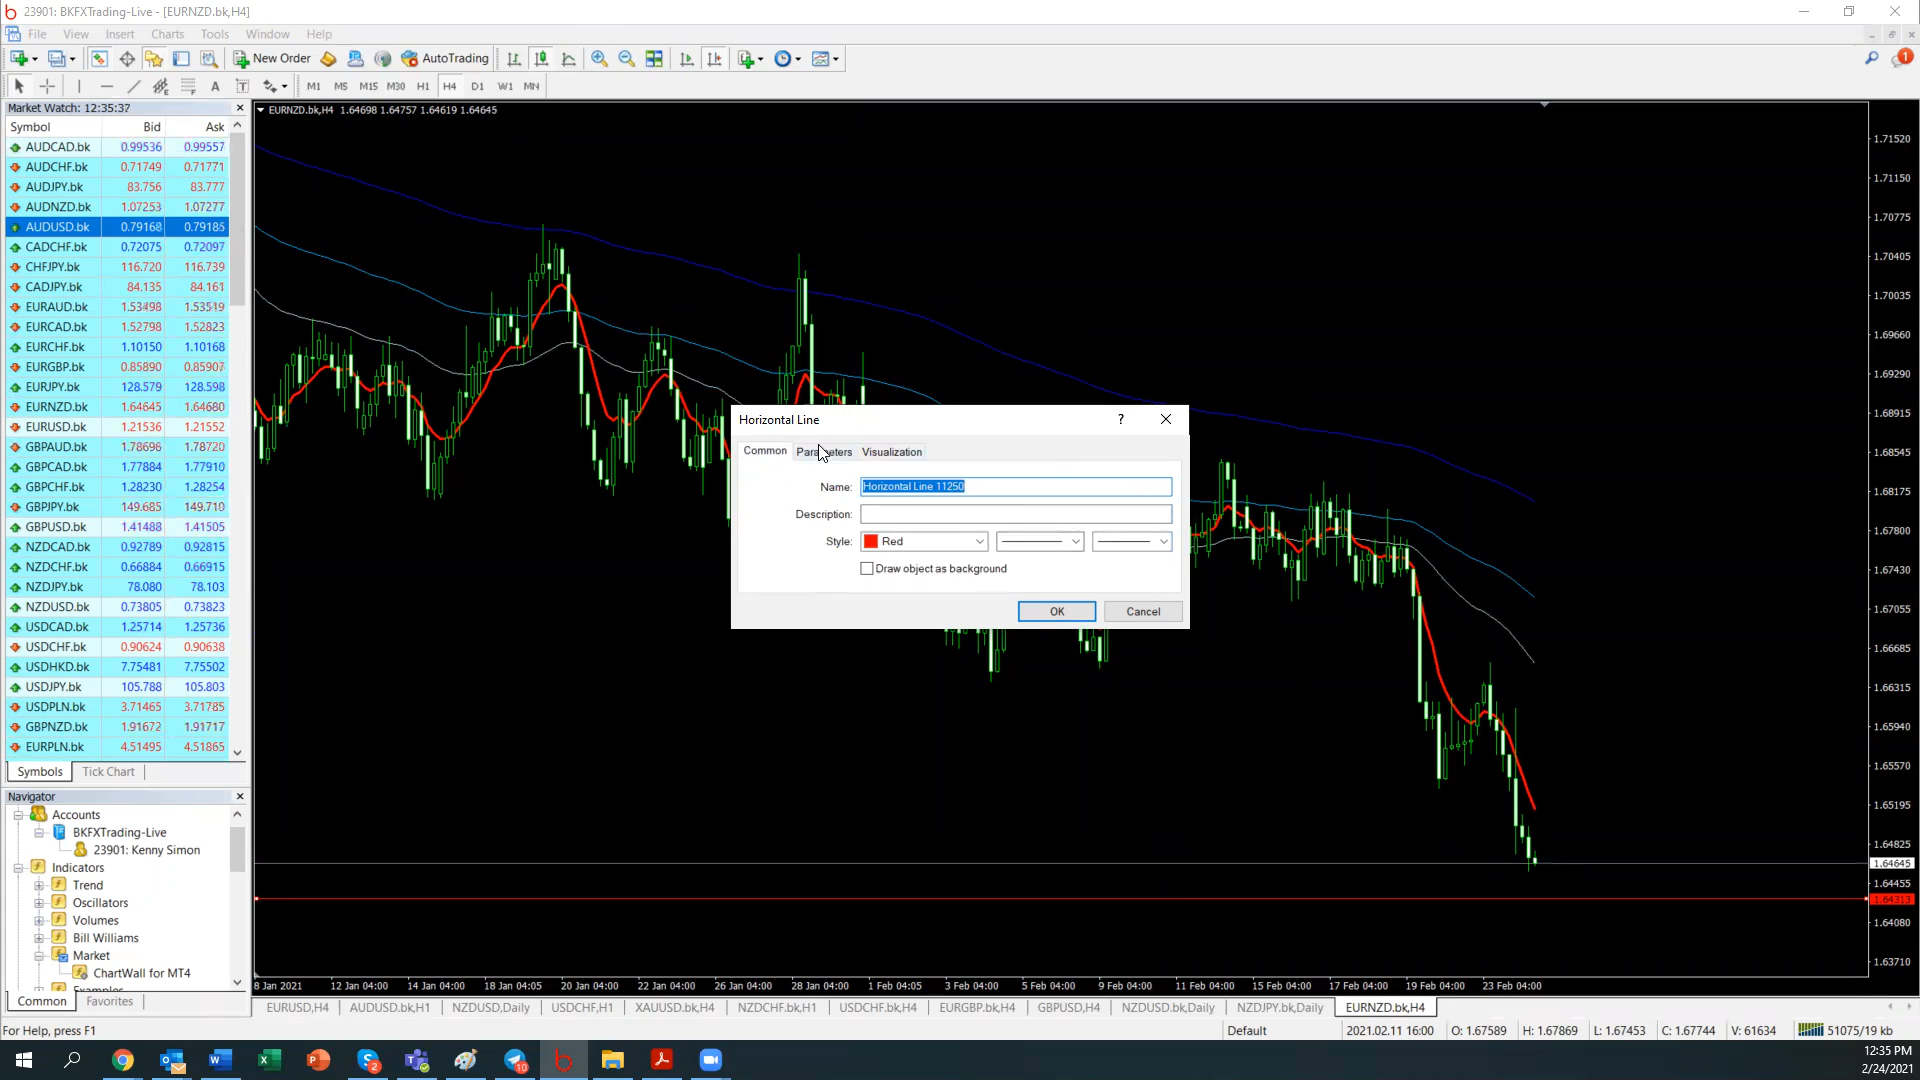 23901: BKFXTrading-Live - [EURNZD.bk,H4]
File View Insert Charts Tools Window Help
New Order AutoTrading
1
M1 M5 M15 M30 H1 H4 D1 W1 MN
Market Watch: 12:35:37
Symbol Bid Ask
AUDCAD.bk 0.99536 0.99557
AUDCHF.bk 0.71749 0.71771
AUDJPY.bk 83.756 83.777
AUDNZD.bk 1.07253 1.07277
AUDUSD.bk 0.79168 0.79185
CADCHF.bk 0.72075 0.72097
CHFJPY.bk 116.720 116.739
CADJPY.bk 84.135 84.161
EURAUD.bk 1.53498 1.53519
EURCAD.bk 1.52798 1.52823
EURCHF.bk 1.10150 1.10168
EURGBP.bk 0.85890 0.85907
EURJPY.bk 128.579 128.598
EURNZD.bk 1.64645 1.64680
EURUSD.bk 1.21536 1.21552
GBPAUD.bk 1.78696 1.78720
GBPCAD.bk 1.77884 1.77910
GBPCHF.bk 1.28230 1.28254
GBPJPY.bk 149.685 149.710
GBPUSD.bk 1.41488 1.41505
NZDCAD.bk 0.92789 0.92815
NZDCHF.bk 0.66884 0.66915
NZDJPY.bk 78.080 78.103
NZDUSD.bk 0.73805 0.73823
USDCAD.bk 1.25714 1.25736
USDCHF.bk 0.90624 0.90638
USDHKD.bk 7.75481 7.75502
USDJPY.bk 105.788 105.803
USDPLN.bk 3.71465 3.71785
GBPNZD.bk 1.91672 1.91717
EURPLN.bk 4.51495 4.51865
Symbols Tick Chart
Navigator
Accounts
BKFXTrading-Live
23901: Kenny Simon
Indicators
Trend
Oscillators
Volumes
Bill Williams
Market
ChartWall for MT4
Examples
Common Favorites
EURNZD.bk,H4 1.64698 1.64757 1.64619 1.64645
1.71520
1.71150
1.70775
1.70405
1.70035
1.69660
1.69290
1.68915
1.68545
1.68175
1.67800
1.67430
1.67055
1.66685
1.66315
1.65940
1.65570
1.65195
1.64825
1.64645
1.64455
1.64313
1.64080
1.63710
Horizontal Line ?
Common Parameters Visualization
Name: Horizontal Line 11250
Description:
Style: Red
Draw object as background
OK Cancel
8 Jan 2021 12 Jan 04:00 14 Jan 04:00 18 Jan 04:05 20 Jan 04:00 22 Jan 04:00 26 Jan 04:00 28 Jan 04:00 1 Feb 04:05 3 Feb 04:00 5 Feb 04:00 9 Feb 04:00 11 Feb 04:00 15 Feb 04:00 17 Feb 04:00 19 Feb 04:00 23 Feb 04:00
EURUSD,H4 AUDUSD.bk,H1 NZDUSD,Daily USDCHF,H1 XAUUSD.bk,H4 NZDCHF.bk,H1 USDCHF.bk,H4 EURGBP.bk,H4 GBPUSD,H4 NZDUSD.bk,Daily NZDJPY.bk,Daily EURNZD.bk,H4
For Help, press F1 Default 2021.02.11 16:00 O: 1.67589 H: 1.67869 L: 1.67453 C: 1.67744 V: 61634 51075/19 kb
2 10
12:35 PM
2/24/2021